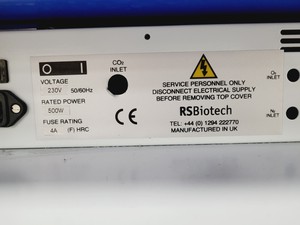 O I
CO₂
INLET
VOLTAGE
230V 50/60Hz
RATED POWER
500W
FUSE RATING
4A (F) HRC
SERVICE PERSONNEL ONLY
DISCONNECT ELECTRICAL SUPPLY
BEFORE REMOVING TOP COVER
RSBiotech
TEL: +44 (0) 1294 222770
MANUFACTURED IN UK
O₂
INLET
N₂
INLET